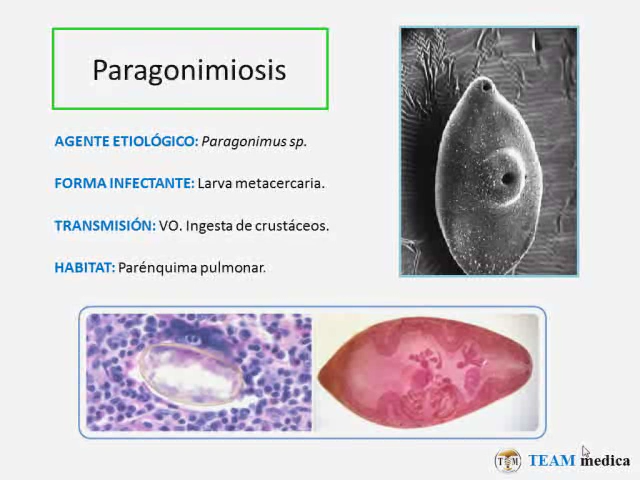 Paragonimiosis
AGENTE ETIOLÓGICO: Paragonimus sp.
FORMA INFECTANTE: Larva metacercaria.
TRANSMISIÓN: VO. Ingesta de crustáceos.
HABITAT: Parénquima pulmonar.
TEAM medica